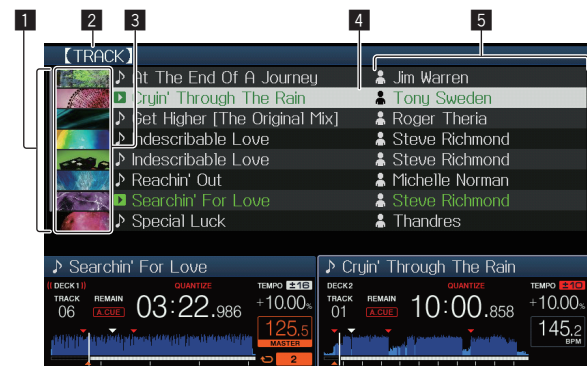 1 2 3 4 5
[TRACK]
At The End Of A Journey Jim Warren
Cryin' Through The Rain Tony Sweden
Get Higher [The Original Mix] Roger Theria
Indescribable Love Steve Richmond
Indescribable Love Steve Richmond
Reachin' Out Michelle Norman
Searchin' For Love Steve Richmond
Special Luck Thandres
Searchin' For Love
DECK1 QUANTIZE TEMPO ±16
TRACK 06 REMAIN A.CUE 03:22.986 +10.00%
125.5 MASTER
2
Cryin' Through The Rain
DECK2 QUANTIZE TEMPO ±10
TRACK 01 REMAIN A.CUE 10:00.858 +10.00%
145.2 BPM